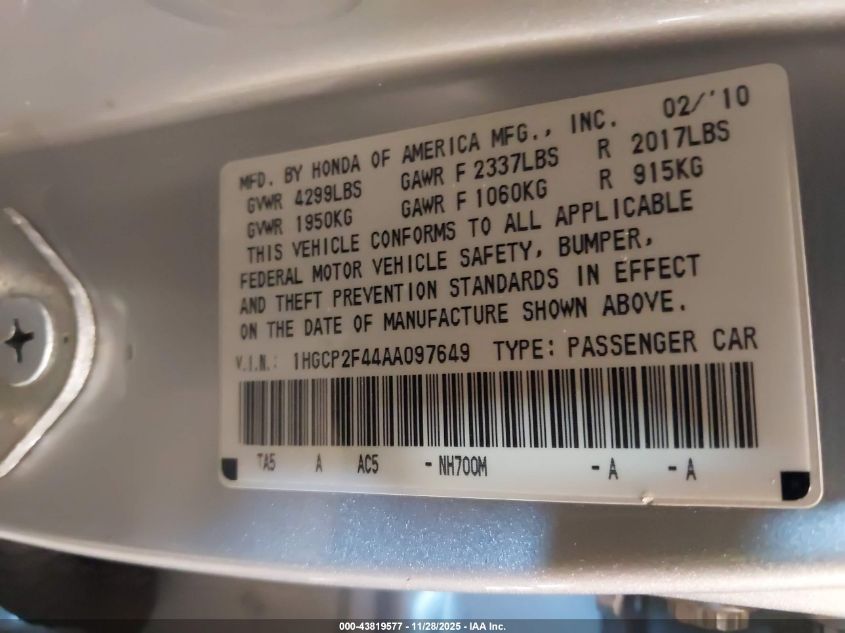 02/'10
MFD. BY HONDA OF AMERICA MFG., INC.
GVWR 4299LBS GAWR F 2337LBS R 2017LBS
GVWR 1950KG GAWR F 1060KG R 915KG
THIS VEHICLE CONFORMS TO ALL APPLICABLE
FEDERAL MOTOR VEHICLE SAFETY, BUMPER,
AND THEFT PREVENTION STANDARDS IN EFFECT
ON THE DATE OF MANUFACTURE SHOWN ABOVE.
V.I.N.: 1HGCP2F44AA097649 TYPE: PASSENGER CAR
TA5 A AC5 - NH700M - A - A
000-43819577 - 11/28/2025 - IAA Inc.